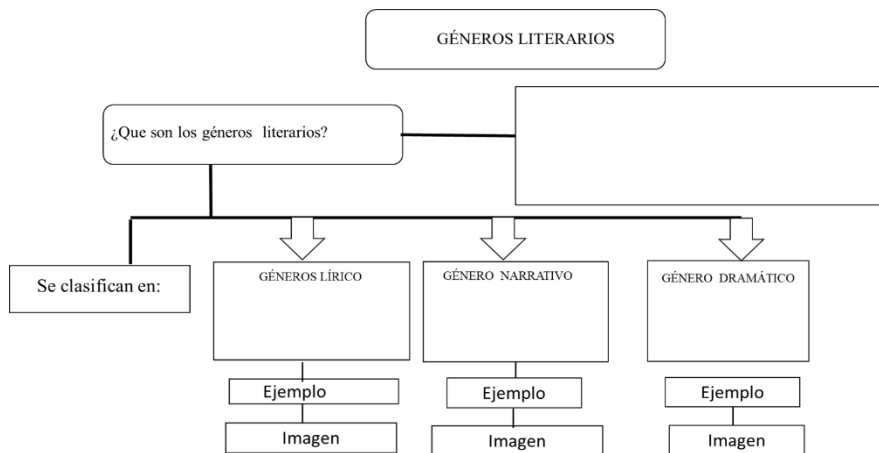 GÉNEROS LITERARIOS
¿Que son los géneros literarios?
Se clasifican en:
GÉNEROS LÍRICO
GÉNERO NARRATIVO
GÉNERO DRAMÁTICO
Ejemplo
Ejemplo
Ejemplo
Imagen
Imagen
Imagen